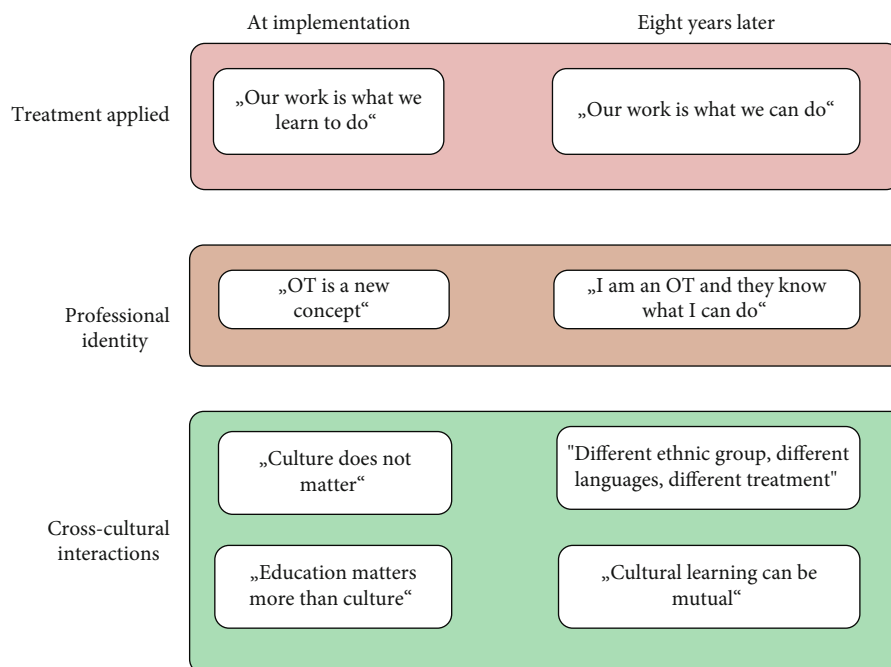 At implementation
Eight years later
Treatment applied
„Our work is what we
learn to do“
„Our work is what we can do“
Professional
identity
„OT is a new
concept“
„I am an OT and they know
what I can do“
Cross-cultural
interactions
„Culture does not
matter“
"Different ethnic group, different
languages, different treatment"
„Education matters
more than culture“
„Cultural learning can be
mutual“